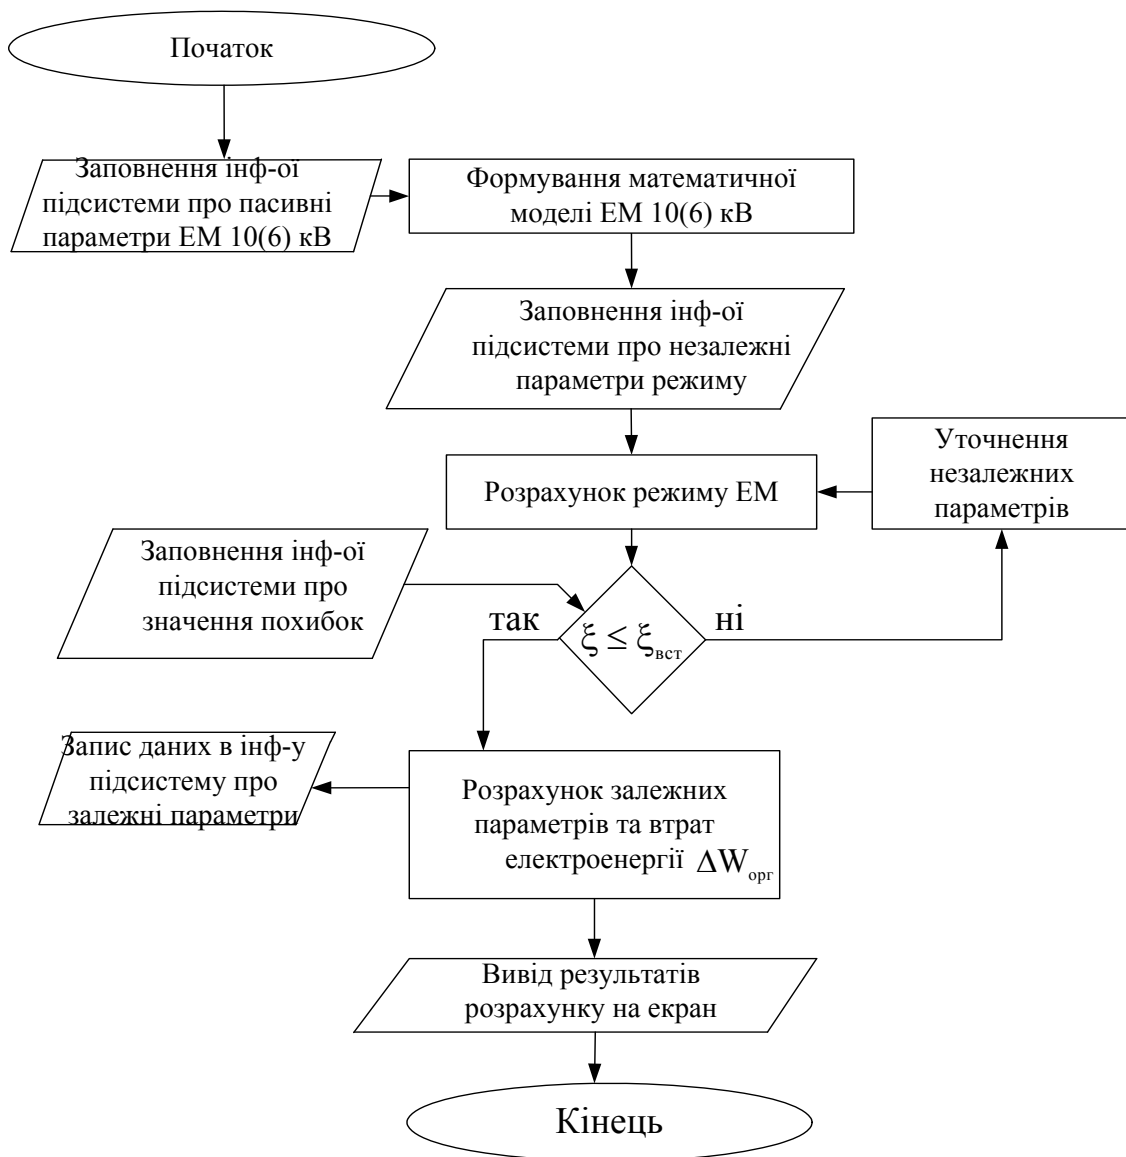 Початок
Заповнення інф-ої
підсистеми про пасивні
параметри ЕМ 10(6) кВ
Формування математичної
моделі ЕМ 10(6) кВ
Заповнення інф-ої
підсистеми про незалежні
параметри режиму
Розрахунок режиму ЕМ
Уточнення
незалежних
параметрів
Заповнення інф-ої
підсистеми про
значення похибок
так
ξ ≤ ξвст
ні
Запис даних в інф-у
підсистему про
залежні параметри
Розрахунок залежних
параметрів та втрат
електроенергії ΔWорг
Вивід результатів
розрахунку на екран
Кінець